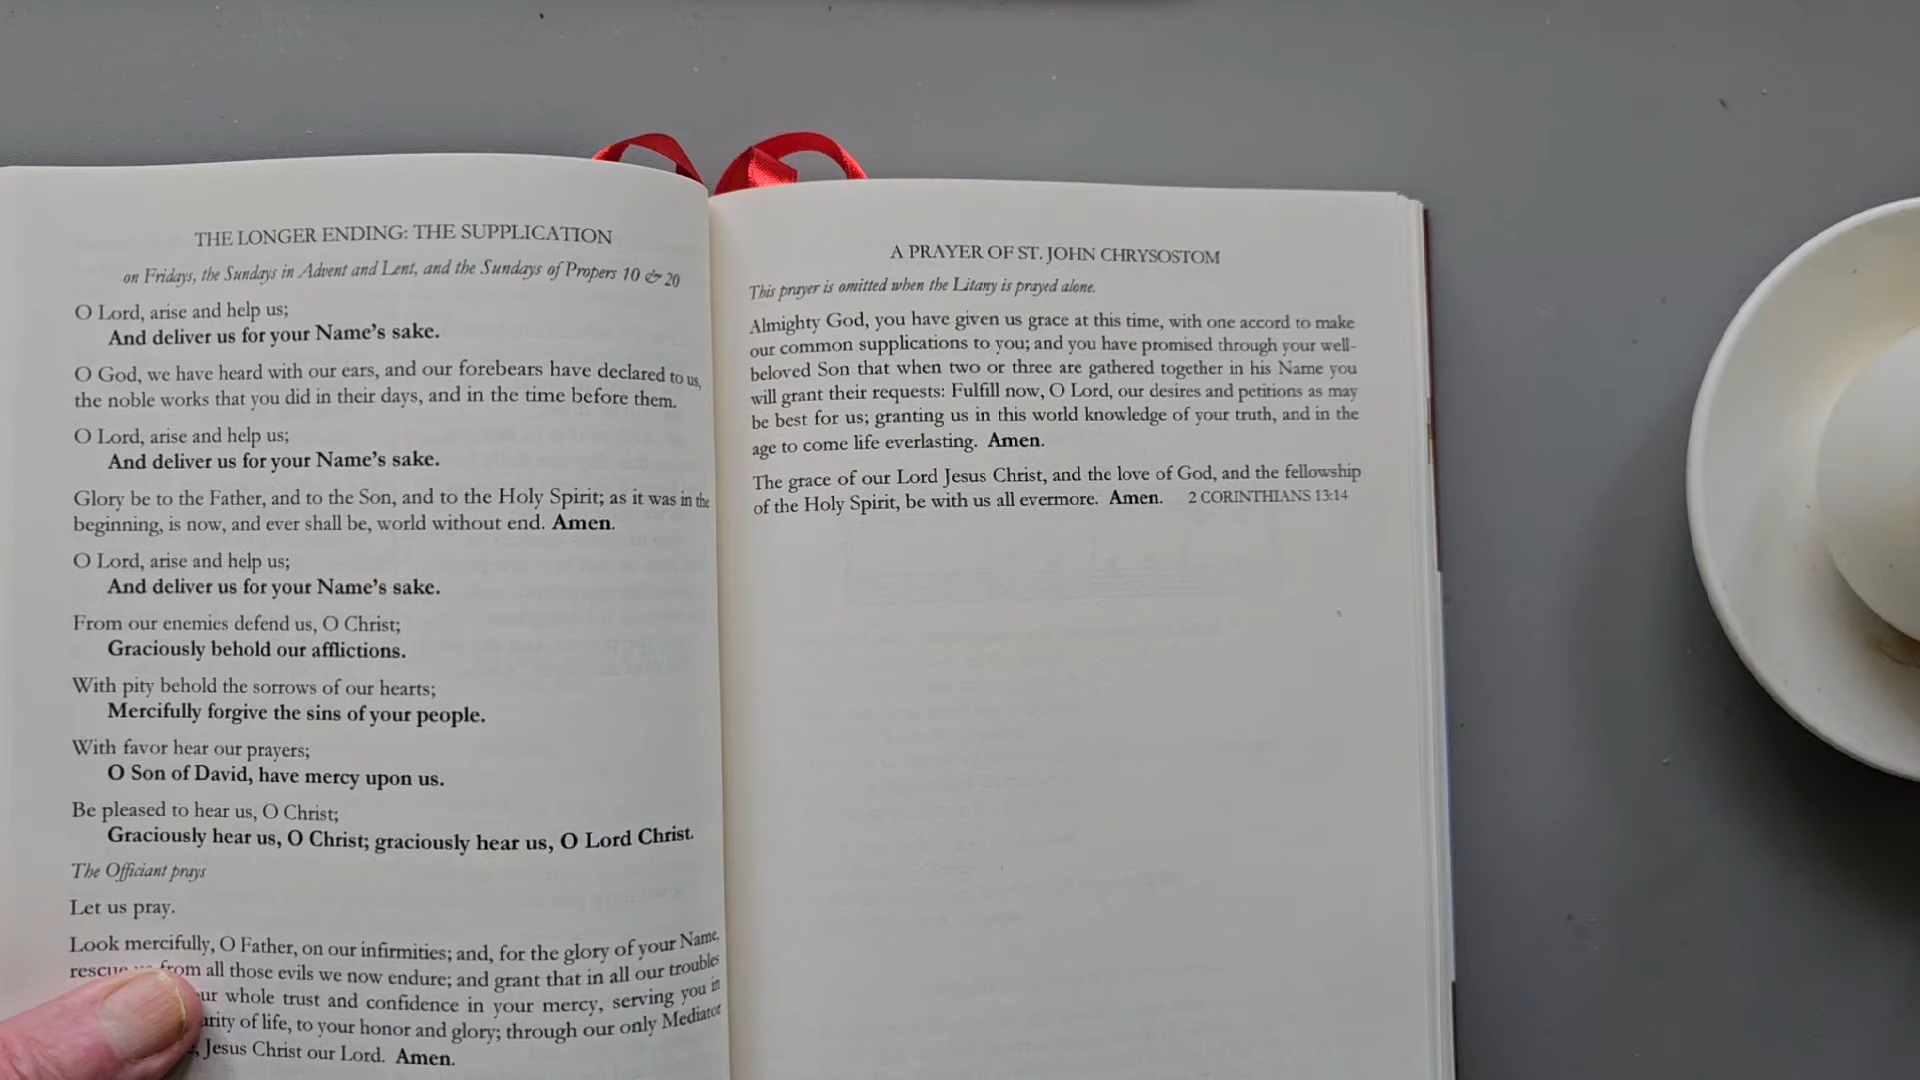 THE LONGER ENDING: THE SUPPLICATION
on Fridays, the Sundays in Advent and Lent, and the Sundays of Propers 10 & 20
O Lord, arise and help us;
And deliver us for your Name's sake.
O God, we have heard with our ears, and our forebears have declared to us,
the noble works that you did in their days, and in the time before them.
O Lord, arise and help us;
And deliver us for your Name's sake.
Glory be to the Father, and to the Son, and to the Holy Spirit; as it was in the
beginning, is now, and ever shall be, world without end. Amen.
O Lord, arise and help us;
And deliver us for your Name's sake.
From our enemies defend us, O Christ;
Graciously behold our afflictions.
With pity behold the sorrows of our hearts;
Mercifully forgive the sins of your people.
With favor hear our prayers;
O Son of David, have mercy upon us.
Be pleased to hear us, O Christ;
Graciously hear us, O Christ; graciously hear us, O Lord Christ.
The Officiant prays
Let us pray.
Look mercifully, O Father, on our infirmities; and, for the glory of your Name,
from all those evils we now endure; and grant that in all our troubles
whole trust and confidence in your mercy, serving you in
of life, to your honor and glory; through our only Mediator
Jesus Christ our Lord. Amen.
A PRAYER OF ST. JOHN CHRYSOSTOM
This prayer is omitted when the Litany is prayed alone.
Almighty God, you have given us grace at this time, with one accord to make
our common supplications to you; and you have promised through your well-
beloved Son that when two or three are gathered together in his Name you
will grant their requests: Fulfill now, O Lord, our desires and petitions as may
be best for us; granting us in this world knowledge of your truth, and in the
age to come life everlasting. Amen.
The grace of our Lord Jesus Christ, and the love of God, and the fellowship
of the Holy Spirit, be with us all evermore. Amen. 2 CORINTHIANS 13:14